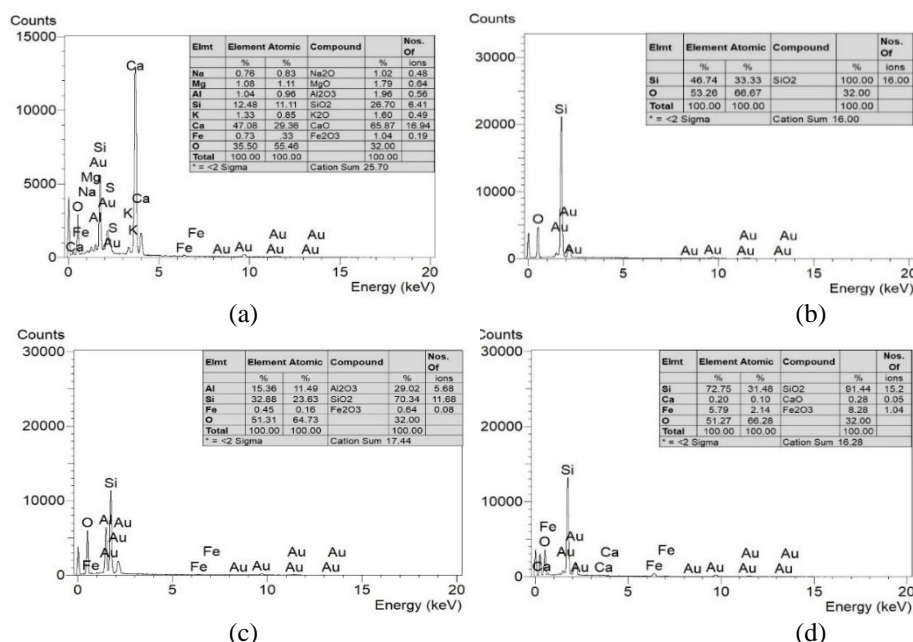 Counts
15000
10000
5000
0
Elmt Element Atomic Compound Nos. Of
% % % ions
Na 0.76 0.83 Na2O 1.02 0.48
Mg 1.08 1.11 MgO 1.79 0.64
Al 1.04 0.96 Al2O3 1.96 0.56
Si 12.48 11.11 SiO2 26.70 6.41
K 1.33 0.85 K2O 1.60 0.49
Ca 47.08 29.36 CaO 65.87 16.94
Fe 0.73 .33 Fe2O3 1.04 0.19
O 35.50 55.46 32.00
Total 100.00 100.00 100.00
* = <2 Sigma Cation Sum 25.70
Ca
Si
Au
Mg S
Na Au
O Al S
Fe Au
Ca
K
Ca
K
Fe
Fe
Au
Au
Au
Au
Au
Au
0 5 10 15 20
Energy (keV)
(a)
Counts
30000
20000
10000
0
Elmt Element Atomic Compound Nos. Of
% % % ions
Si 46.74 33.33 SiO2 100.00 16.00
O 53.26 66.67 32.00
Total 100.00 100.00 100.00
* = <2 Sigma Cation Sum 16.00
Si
O
Au
Au
Au
Au Au Au Au
Au Au
0 5 10 15 20
Energy (keV)
(b)
Counts
30000
20000
10000
0
Elmt Element Atomic Compound Nos. Of
% % % ions
Al 15.36 11.49 Al2O3 29.02 5.68
Si 32.88 23.63 SiO2 70.34 11.68
Fe 0.45 0.16 Fe2O3 0.64 0.08
O 51.31 64.73 32.00
Total 100.00 100.00 100.00
* = <2 Sigma Cation Sum 17.44
Si
O Al Au
Au
Au
Fe
Fe
Fe
Au Au Au Au
Au Au
0 5 10 15 20
Energy (keV)
(c)
Counts
30000
20000
10000
0
Elmt Element Atomic Compound Nos. Of
% % % ions
Si 72.75 31.48 SiO2 91.44 15.2
Ca 0.20 0.10 CaO 0.28 0.05
Fe 5.79 2.14 Fe2O3 8.28 1.04
O 51.27 66.28 32.00
Total 100.00 100.00 100.00
* = <2 Sigma Cation Sum 16.28
Si
Fe
O
Au
Au
Ca
Au
Ca
Ca
Fe
Fe
Au Au Au Au
Au Au
0 5 10 15 20
Energy (keV)
(d)